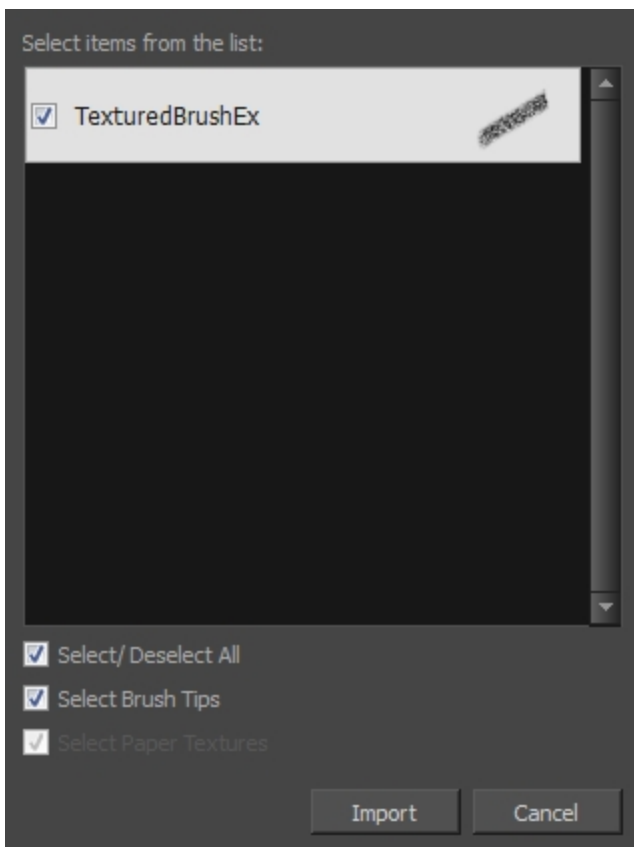 Select items from the list:
TexturedBrushEx
Select/ Deselect All
Select Brush Tips
Select Paper Textures
Import
Cancel